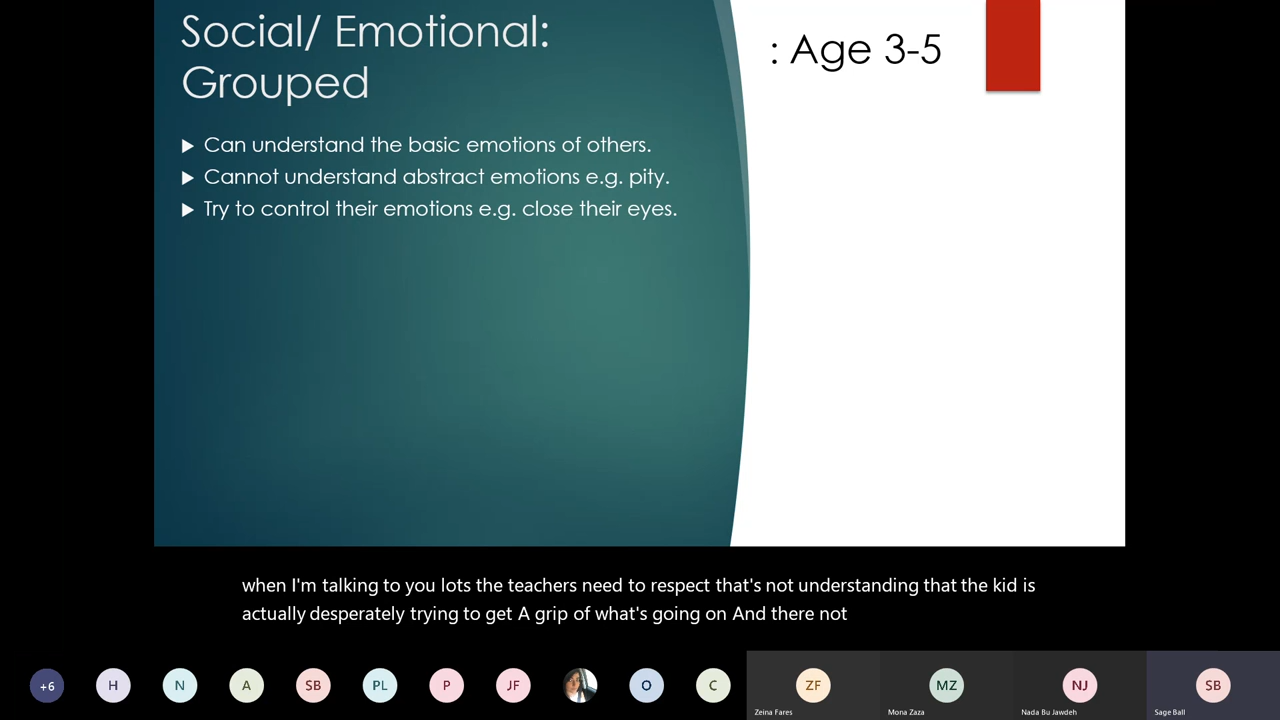 Social/ Emotional:
Grouped
: Age 3-5
Can understand the basic emotions of others.
Cannot understand abstract emotions e.g. pity.
Try to control their emotions e.g. close their eyes.
when I'm talking to you lots the teachers need to respect that's not understanding that the kid is
actually desperately trying to get A grip of what's going on And there not
+6
H
N
A
SB
PL
P
JF
O
C
ZF
MZ
NJ
SB
Zeina Fares
Mona Zaza
Nada Bu Jawdeh
Sage Ball